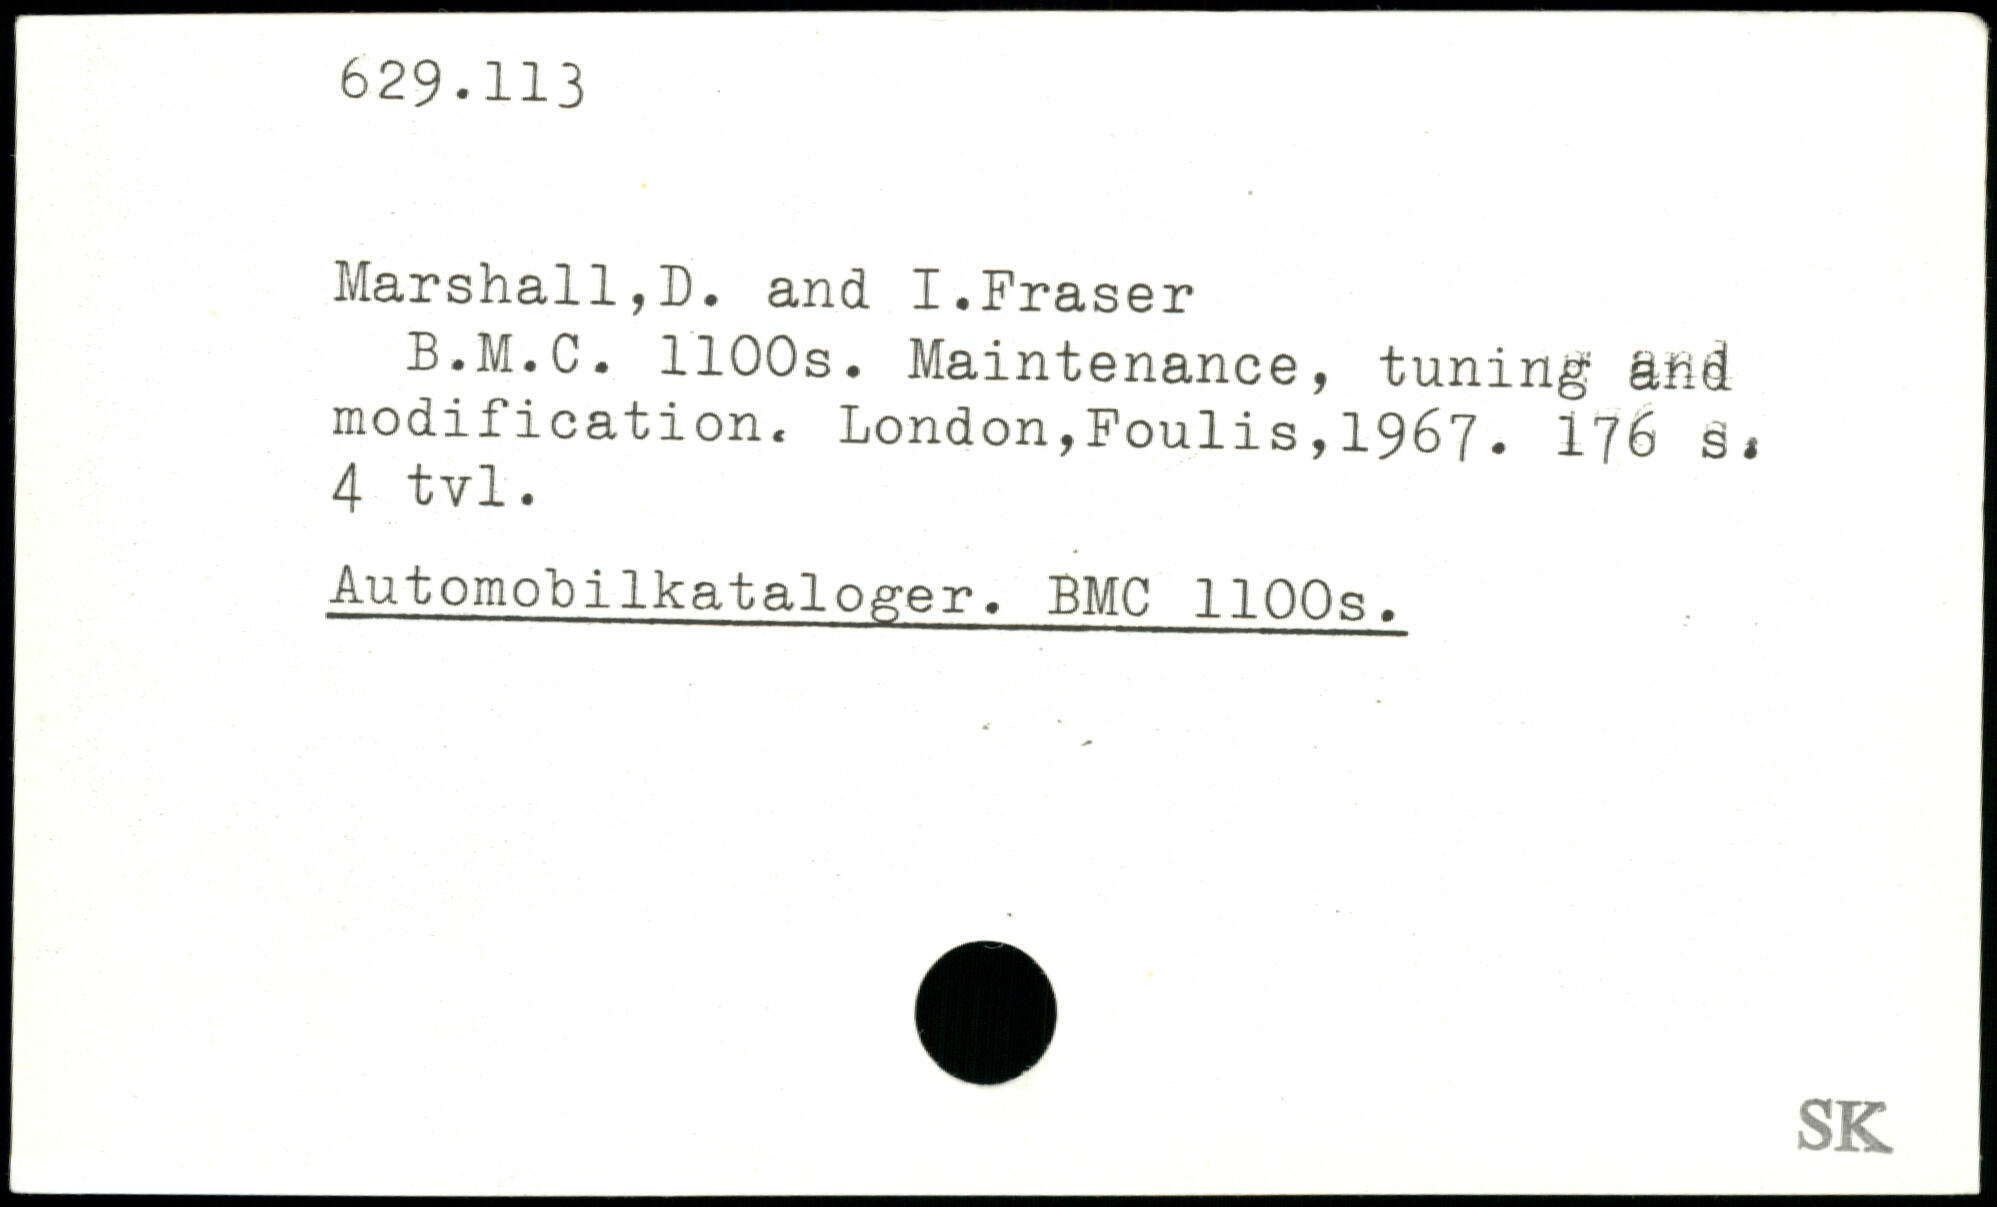 629.113
Marshall,D. and I.Fraser
B.M.C. 1100s. Maintenance, tuning and
modification. London,Foulis,1967. 176 s.
4 tvl.
Automobilkataloger. BMC 1100s.
SK